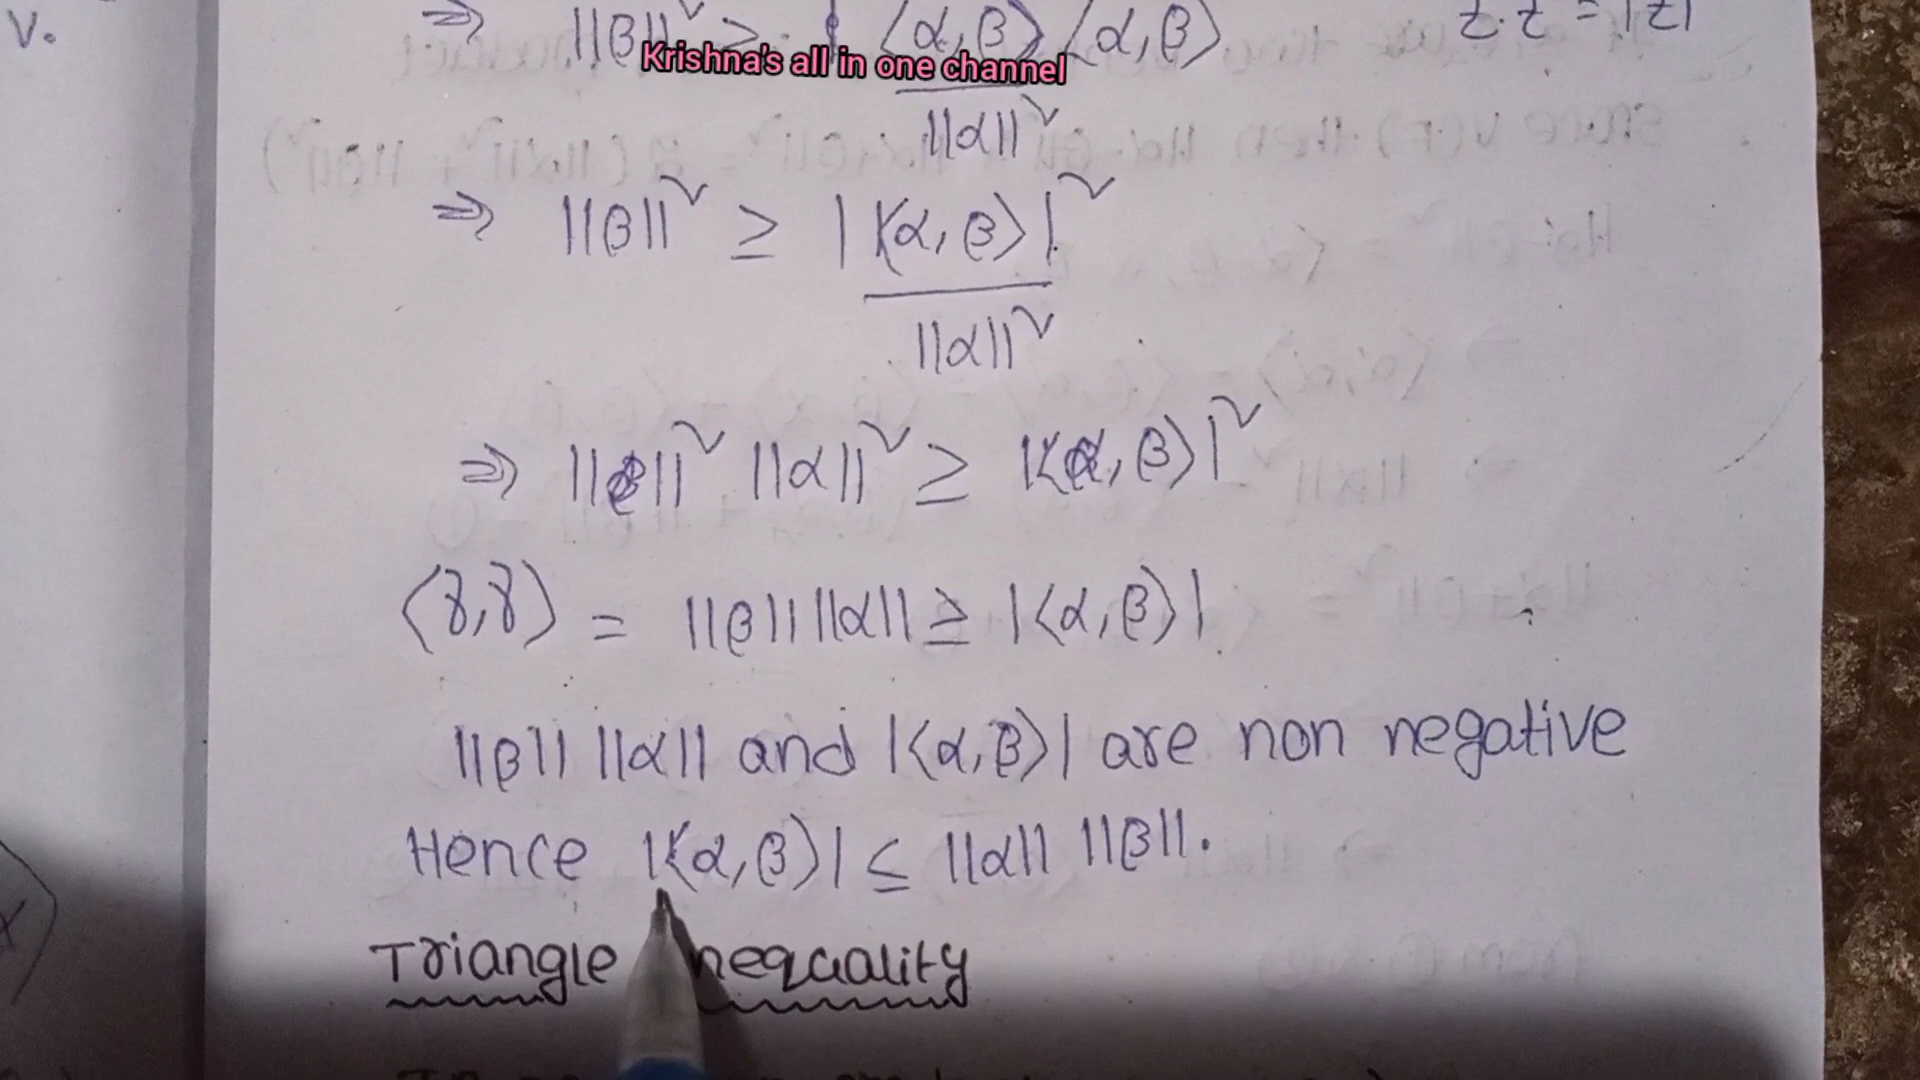 v.
⇒ ||β||² ≥ ⟨α,β⟩ ⟨α,β⟩ z·z = |z|
Krishna's all in one channel
||α||²
⇒ ||β||² ≥ |⟨α,β⟩|²
||α||²
⇒ ||β||² ||α||² ≥ |⟨α,β⟩|²
⟨γ,γ⟩ = ||β|| ||α|| ≥ |⟨α,β⟩|.
||β|| ||α|| and |⟨α,β⟩| are non negative
Hence |⟨α,β⟩| ≤ ||α|| ||β||.
Triangle Inequality